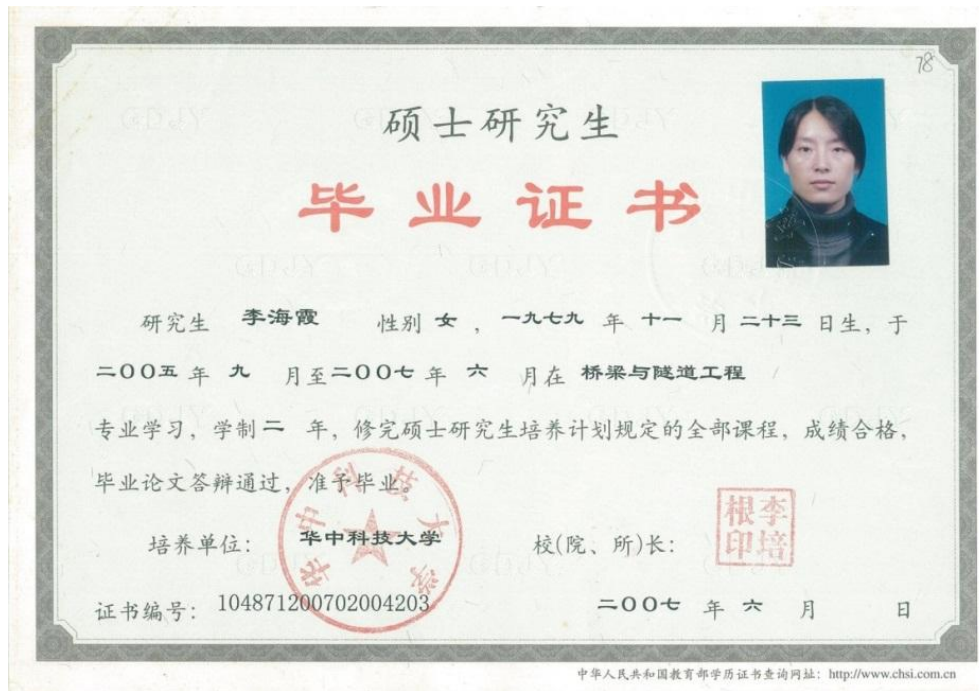 78
硕士研究生
毕业证书
研究生 李海霞 性别 女 ，一九七九 年 十一 月 二十三 日生，于
二〇〇五 年 九 月至二〇〇七 年 六 月在 桥梁与隧道工程
专业学习，学制 二 年，修完硕士研究生培养计划规定的全部课程，成绩合格，
毕业论文答辩通过，准予毕业。
华中科技大学
培养单位： 华中科技大学 校(院、所)长：
李培根印
证书编号： 104871200702004203 二〇〇七 年 六 月 日
中华人民共和国教育部学历证书查询网址：http://www.chsi.com.cn